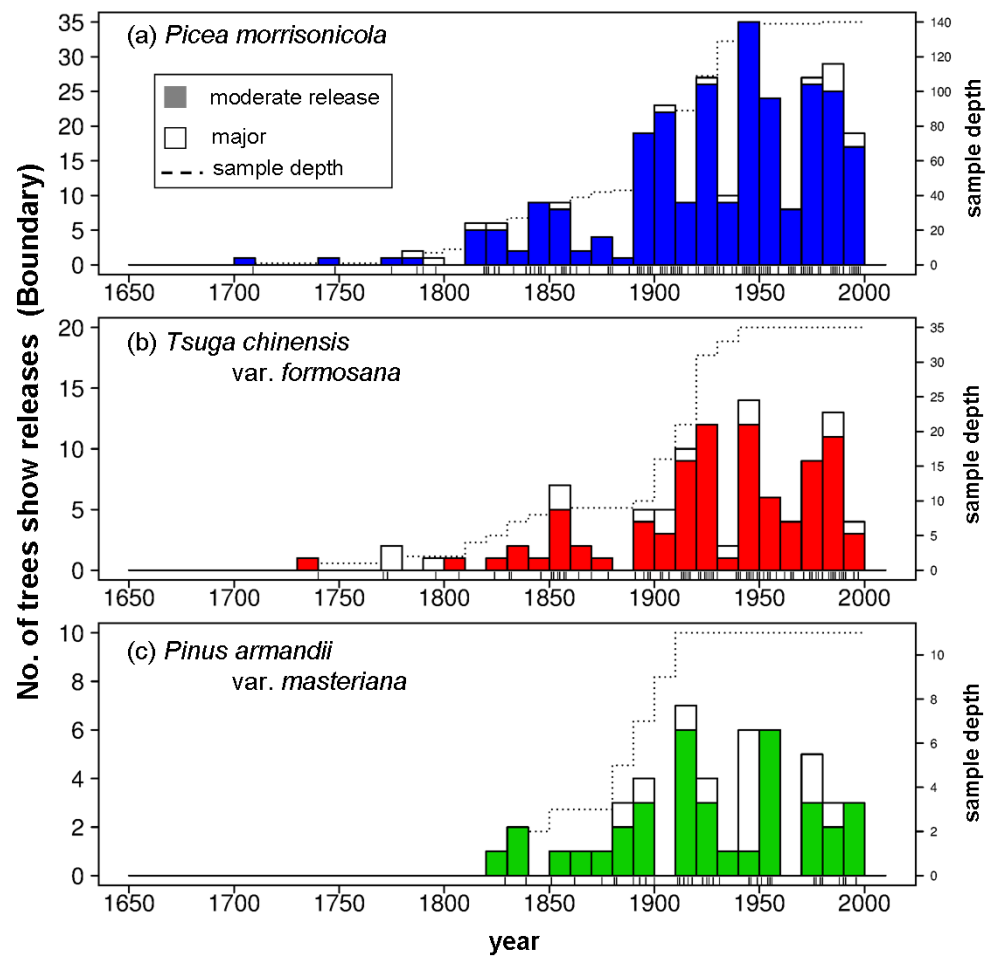 No. of trees show releases (Boundary)
(a) Picea morrisonicola
moderate release
major
sample depth
35
30
25
20
15
10
5
0
140
120
100
80
60
40
20
0
sample depth
1650 1700 1750 1800 1850 1900 1950 2000
(b) Tsuga chinensis
var. formosana
20
15
10
5
0
35
30
25
20
15
10
5
0
sample depth
1650 1700 1750 1800 1850 1900 1950 2000
(c) Pinus armandii
var. masteriana
10
8
6
4
2
0
10
8
6
4
2
0
sample depth
1650 1700 1750 1800 1850 1900 1950 2000
year